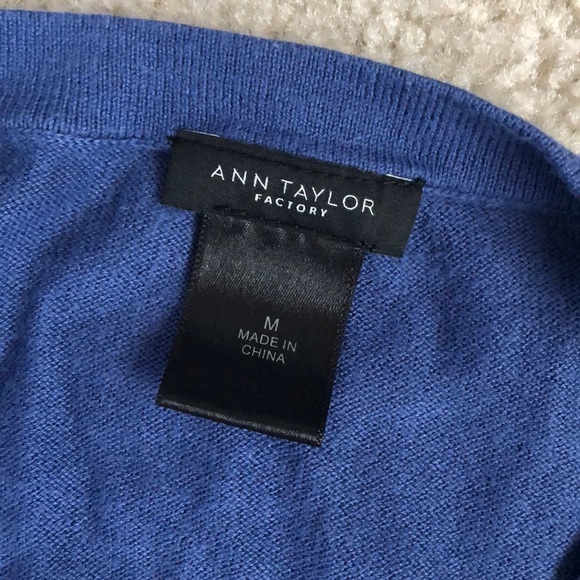 ANN TAYLOR
FACTORY
M
MADE IN
CHINA